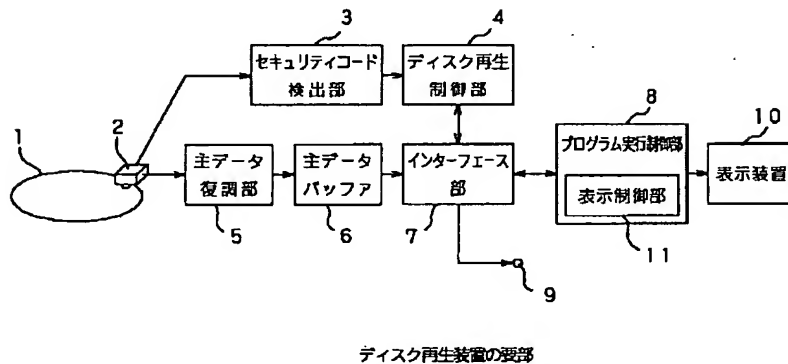 3
4
セキュリティコード
検出部
ディスク再生
制御部
8
10
1
2
プログラム実行制御部
主データ
復調部
主データ
バッファ
インターフェース
部
表示装置
表示制御部
5
6
7
11
9
ディスク再生装置の要部